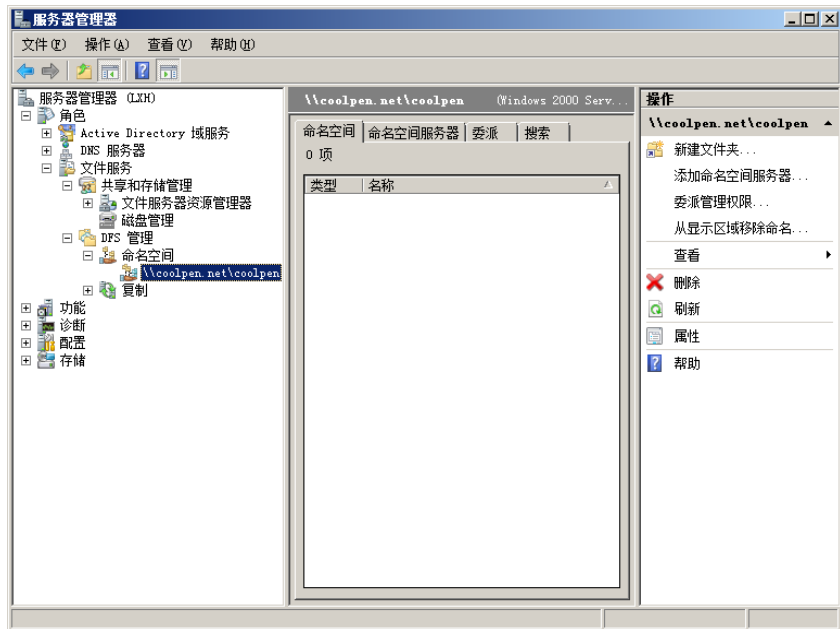 服务器管理器
文件(F) 操作(A) 查看(V) 帮助(H)
服务器管理器 (LXH)
角色
Active Directory 域服务
DNS 服务器
文件服务
共享和存储管理
文件服务器资源管理器
磁盘管理
DFS 管理
命名空间
\\coolpen.net\coolpen
复制
功能
诊断
配置
存储
\\coolpen.net\coolpen (Windows 2000 Serv...
命名空间 命名空间服务器 委派 搜索
0 项
类型 名称
操作
\\coolpen.net\coolpen
新建文件夹...
添加命名空间服务器...
委派管理权限...
从显示区域移除命名...
查看
删除
刷新
属性
帮助